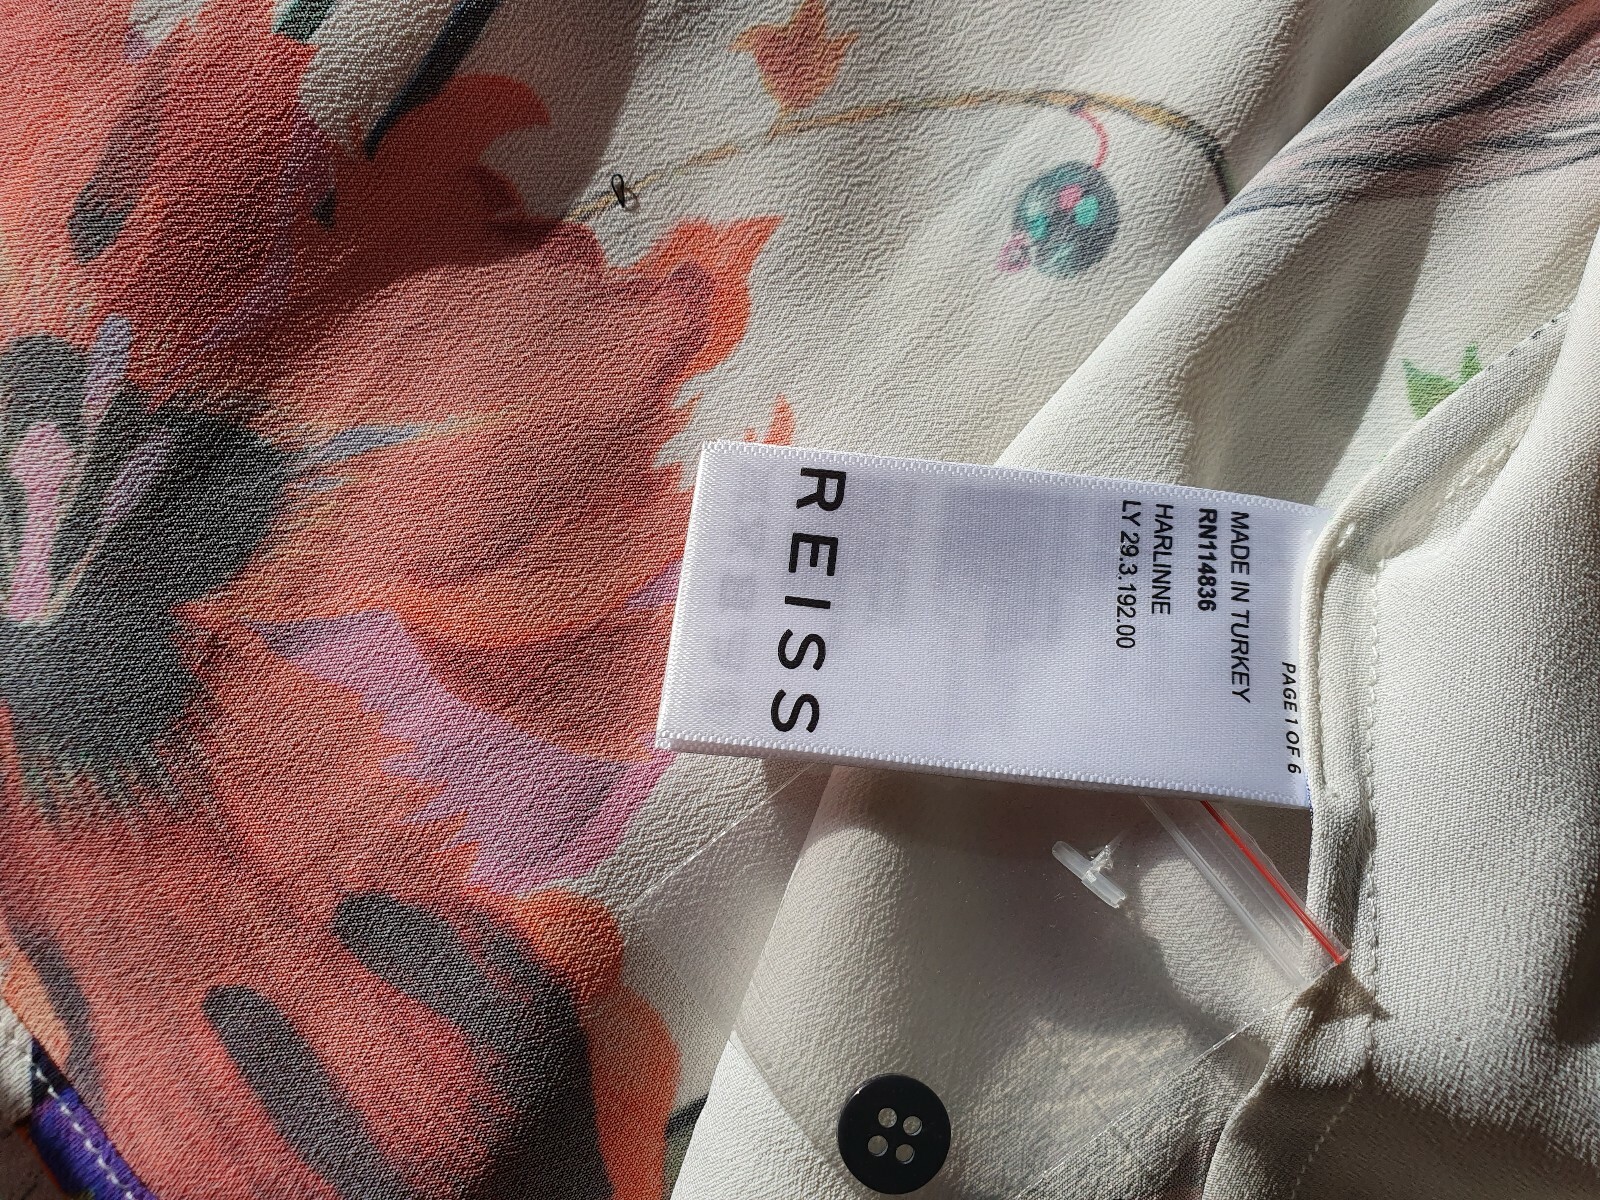 PAGE 1 OF 6
MADE IN TURKEY
RN114836
HARLINNE
LY 29.3.192.00
REISS